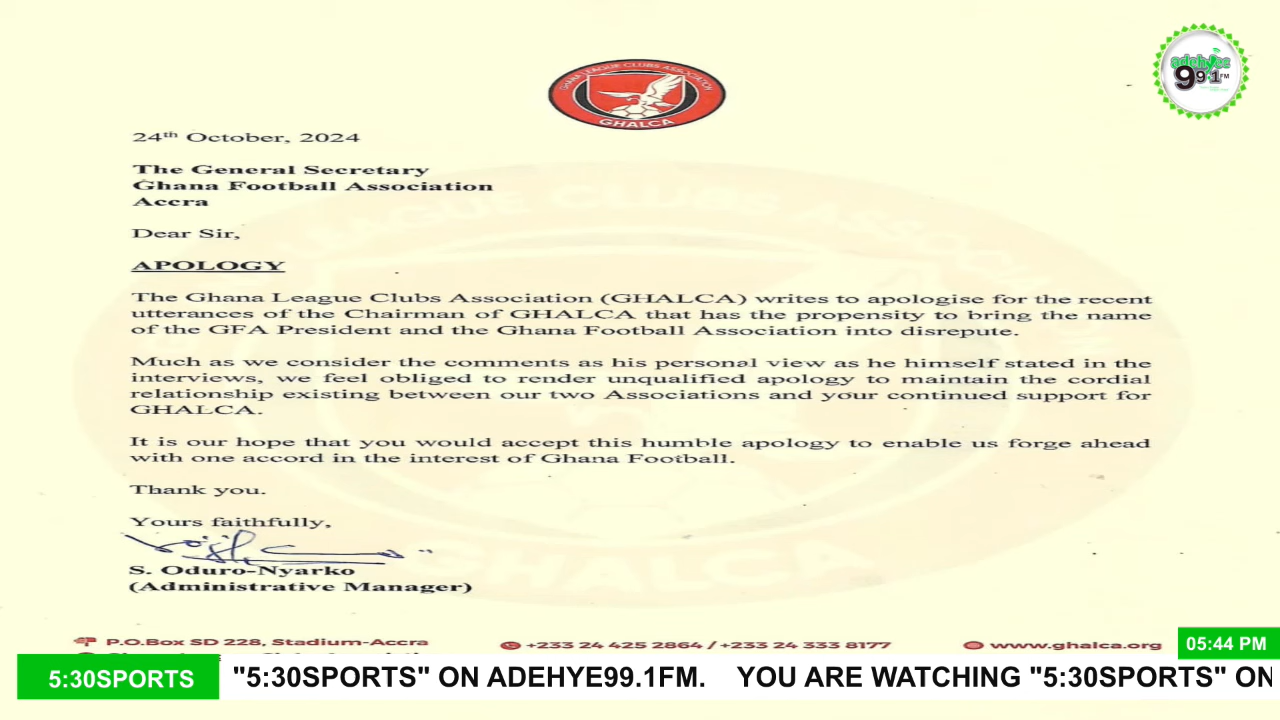 GHANA LEAGUE CLUBS ASSOCIATION
GHALCA
adehyee
99.1FM
24th October, 2024
The General Secretary
Ghana Football Association
Accra
Dear Sir,
APOLOGY
The Ghana League Clubs Association (GHALCA) writes to apologise for the recent
utterances of the Chairman of GHALCA that has the propensity to bring the name
of the GFA President and the Ghana Football Association into disrepute.
Much as we consider the comments as his personal view as he himself stated in the
interviews, we feel obliged to render unqualified apology to maintain the cordial
relationship existing between our two Associations and your continued support for
GHALCA.
It is our hope that you would accept this humble apology to enable us forge ahead
with one accord in the interest of Ghana Football.
Thank you.
Yours faithfully,
S. Oduro-Nyarko
(Administrative Manager)
P.O.Box SD 228, Stadium-Accra
+233 24 425 2864 / +233 24 333 8177
www.ghalca.org
05:44 PM
5:30SPORTS
"5:30SPORTS" ON ADEHYE99.1FM. YOU ARE WATCHING "5:30SPORTS" ON